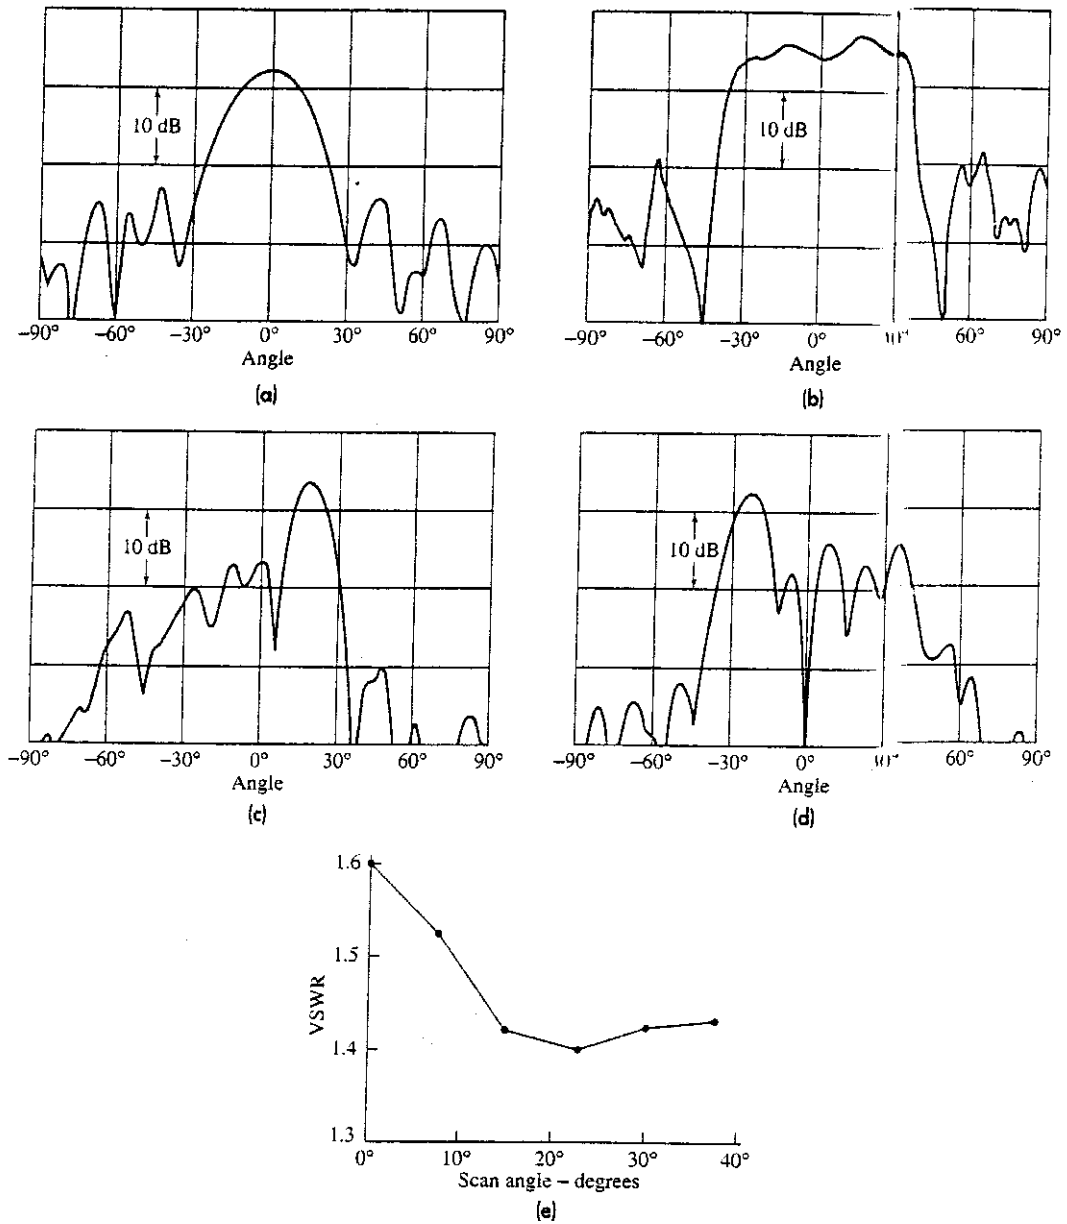 10 dB
–90° –60° –30° 0° 30° 60° 90°
Angle
(a)
10 dB
–90° –60° –30° 0° 60° 90°
Angle
(b)
10 dB
–90° –60° –30° 0° 30° 60° 90°
Angle
(c)
10 dB
–90° –60° –30° 0° 60° 90°
Angle
(d)
1.6
1.5
VSWR
1.4
1.3
0° 10° 20° 30° 40°
Scan angle – degrees
(e)